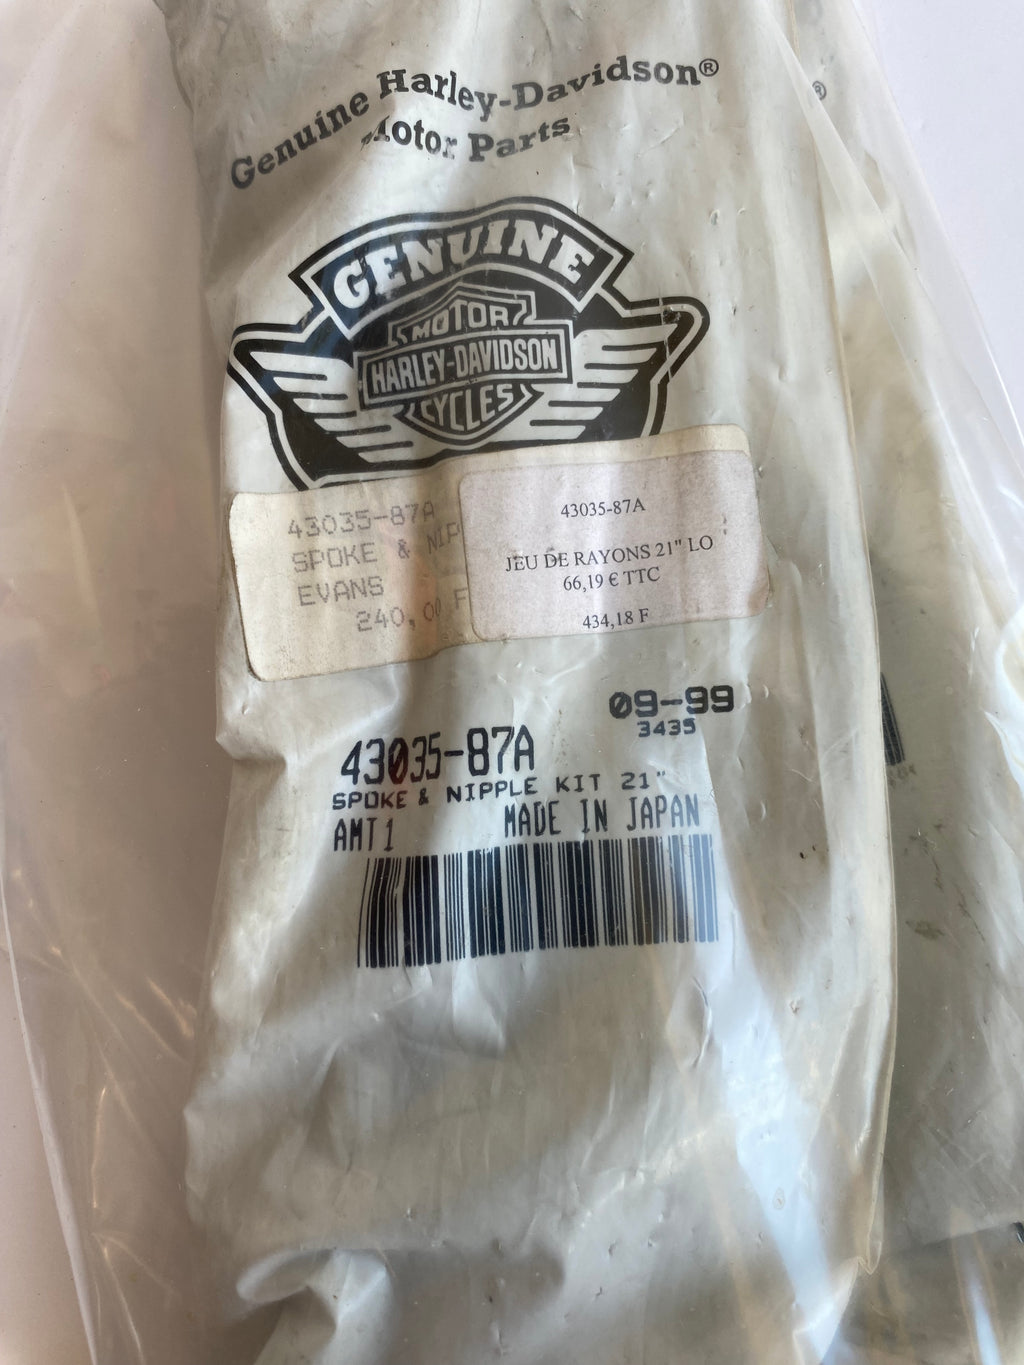 Genuine Harley-Davidson®
Motor Parts
®
GENUINE
MOTOR
HARLEY-DAVIDSON
CYCLES
43035-87A
SPOKE & NIP
EVANS
240,00 F
43035-87A
JEU DE RAYONS 21" LO
66,19 € TTC
434,18 F
09-99
3435
43035-87A
SPOKE & NIPPLE KIT 21"
AMT1 MADE IN JAPAN